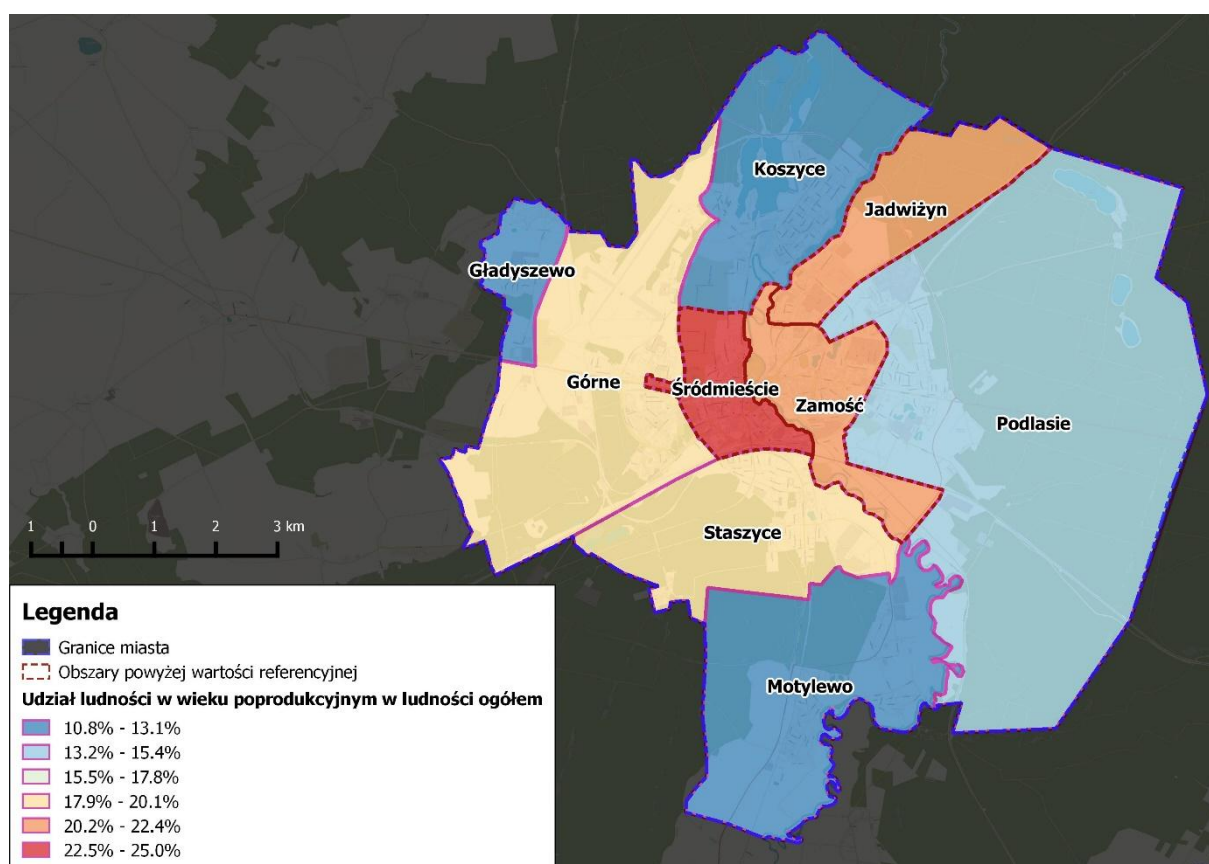 Koszyce
Jadwiżyn
Gładyszewo
Górne
Śródmieście
Zamość
Podlasie
Staszyce
Motylewo
1 0 1 2 3 km
Legenda
Granice miasta
Obszary powyżej wartości referencyjnej
Udział ludności w wieku poprodukcyjnym w ludności ogółem
10.8% - 13.1%
13.2% - 15.4%
15.5% - 17.8%
17.9% - 20.1%
20.2% - 22.4%
22.5% - 25.0%